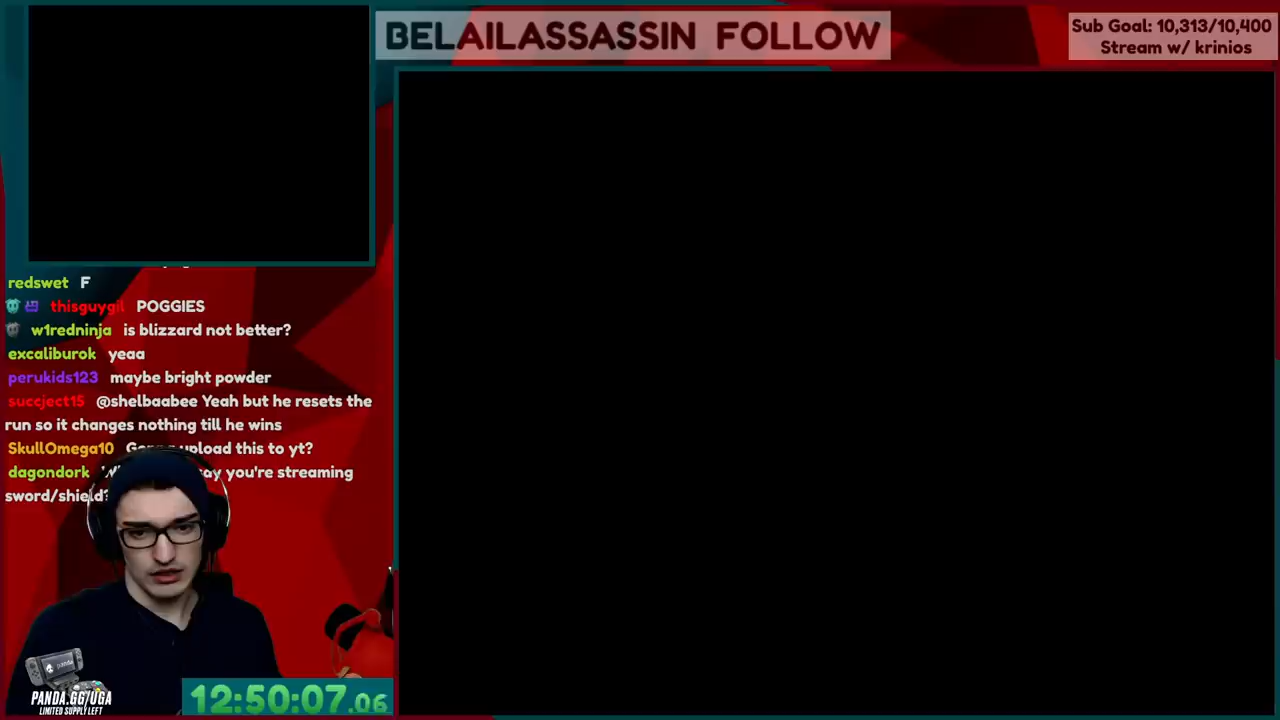 BELAILASSASSIN FOLLOW
Sub Goal: 10,313/10,400
Stream w/ krinios
redswet F
thisguygil POGGIES
w1redninja is blizzard not better?
excaliburok yeaa
perukids123 maybe bright powder
succject15 @shelbaabee Yeah but he resets the
run so it changes nothing till he wins
SkullOmega10 upload this to yt?
dagondork you're streaming
sword/shield?
panda
PANDA.GG/UGA
LIMITED SUPPLY LEFT
12:50:07.06